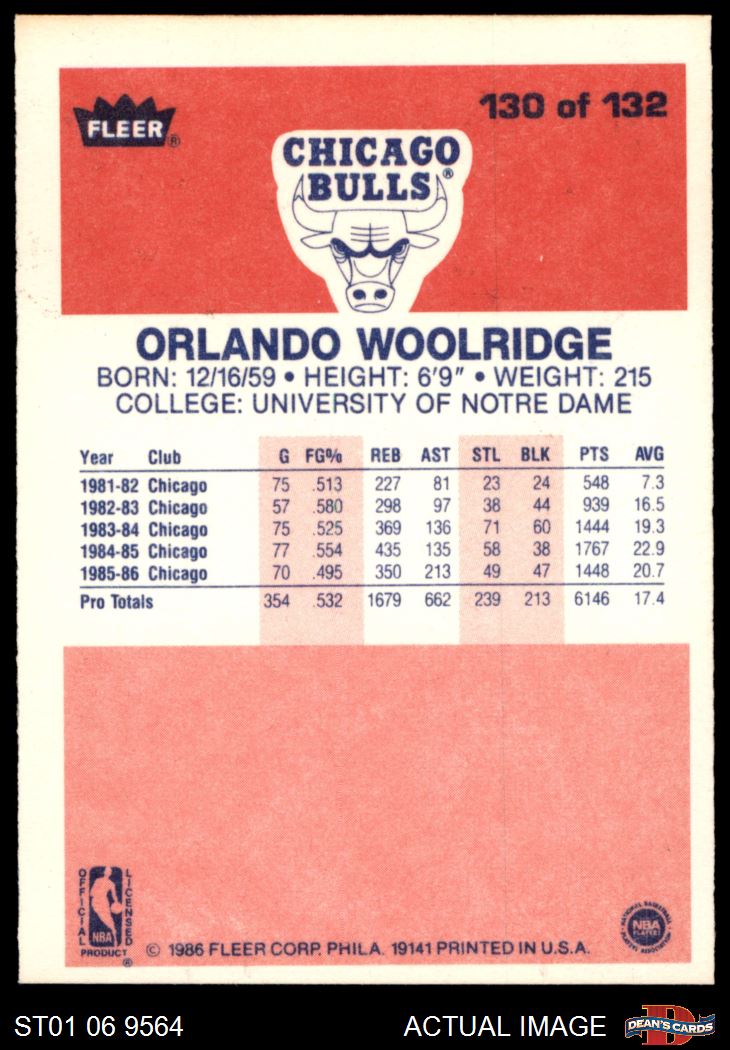 FLEER®
130 of 132
CHICAGO
BULLS®
ORLANDO WOOLRIDGE
BORN: 12/16/59 • HEIGHT: 6'9" • WEIGHT: 215
COLLEGE: UNIVERSITY OF NOTRE DAME
Year Club G FG% REB AST STL BLK PTS AVG
1981-82 Chicago 75 .513 227 81 23 24 548 7.3
1982-83 Chicago 57 .580 298 97 38 44 939 16.5
1983-84 Chicago 75 .525 369 136 71 60 1444 19.3
1984-85 Chicago 77 .554 435 135 58 38 1767 22.9
1985-86 Chicago 70 .495 350 213 49 47 1448 20.7
Pro Totals 354 .532 1679 662 239 213 6146 17.4
OFFICIAL
LICENSED
NBA
PRODUCT®
© 1986 FLEER CORP. PHILA. 19141 PRINTED IN U.S.A.
NATIONAL BASKETBALL
NBA
PLAYERS
PLAYERS ASSOCIATION
ST01 06 9564
ACTUAL IMAGE
D
DEAN'S CARDS